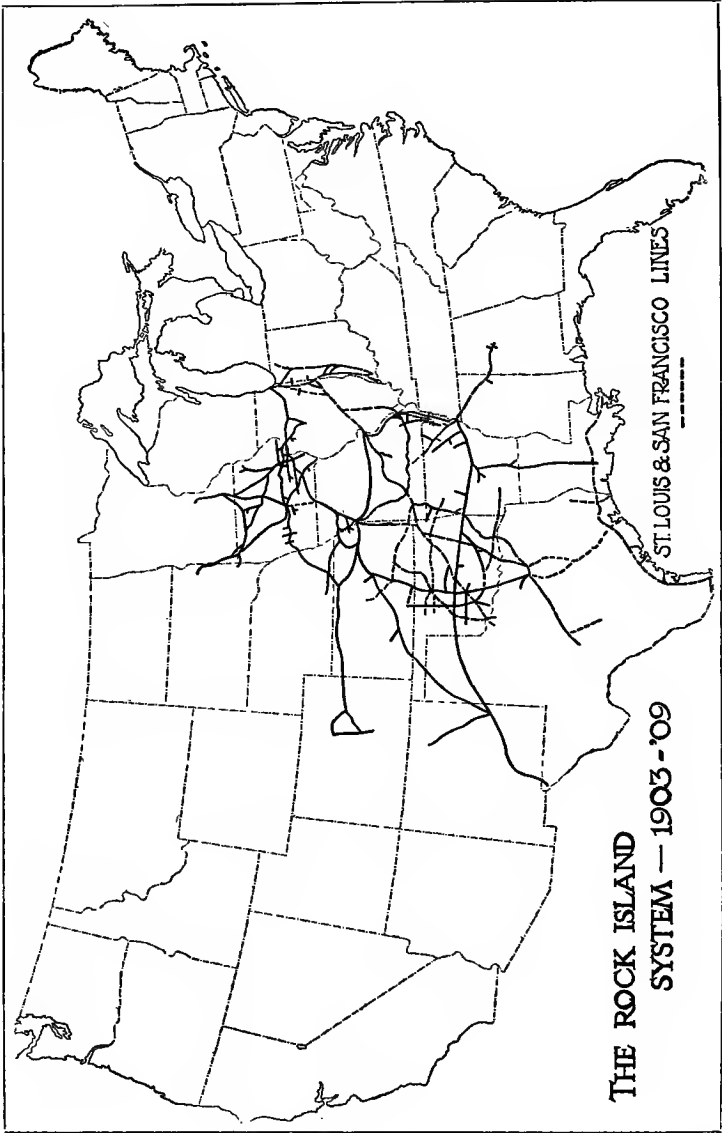 THE ROCK ISLAND
SYSTEM — 1903-'09
ST. LOUIS & SAN FRANCISCO LINES